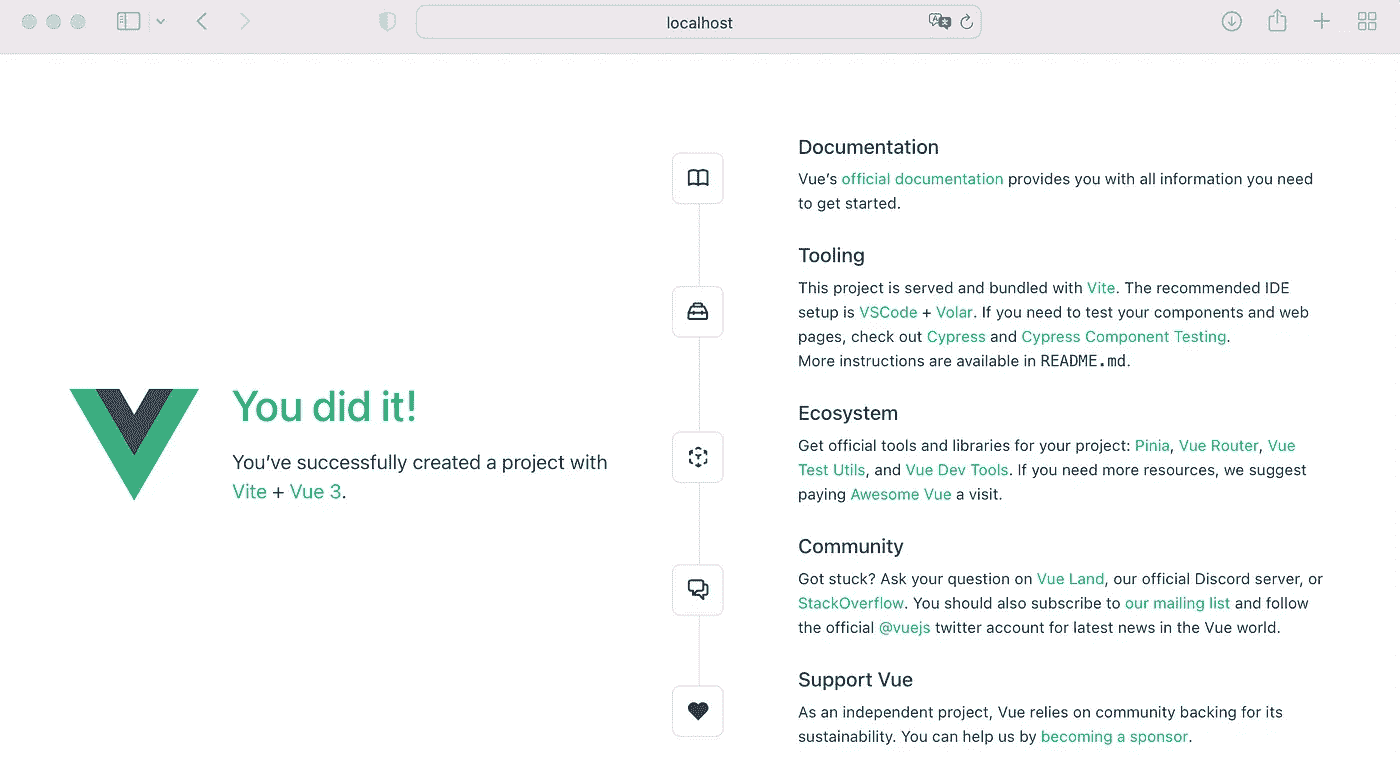 localhost
You did it!
You’ve successfully created a project with
Vite + Vue 3.
Documentation
Vue’s official documentation provides you with all information you need
to get started.
Tooling
This project is served and bundled with Vite. The recommended IDE
setup is VSCode + Volar. If you need to test your components and web
pages, check out Cypress and Cypress Component Testing.
More instructions are available in README.md.
Ecosystem
Get official tools and libraries for your project: Pinia, Vue Router, Vue
Test Utils, and Vue Dev Tools. If you need more resources, we suggest
paying Awesome Vue a visit.
Community
Got stuck? Ask your question on Vue Land, our official Discord server, or
StackOverflow. You should also subscribe to our mailing list and follow
the official @vuejs twitter account for latest news in the Vue world.
Support Vue
As an independent project, Vue relies on community backing for its
sustainability. You can help us by becoming a sponsor.